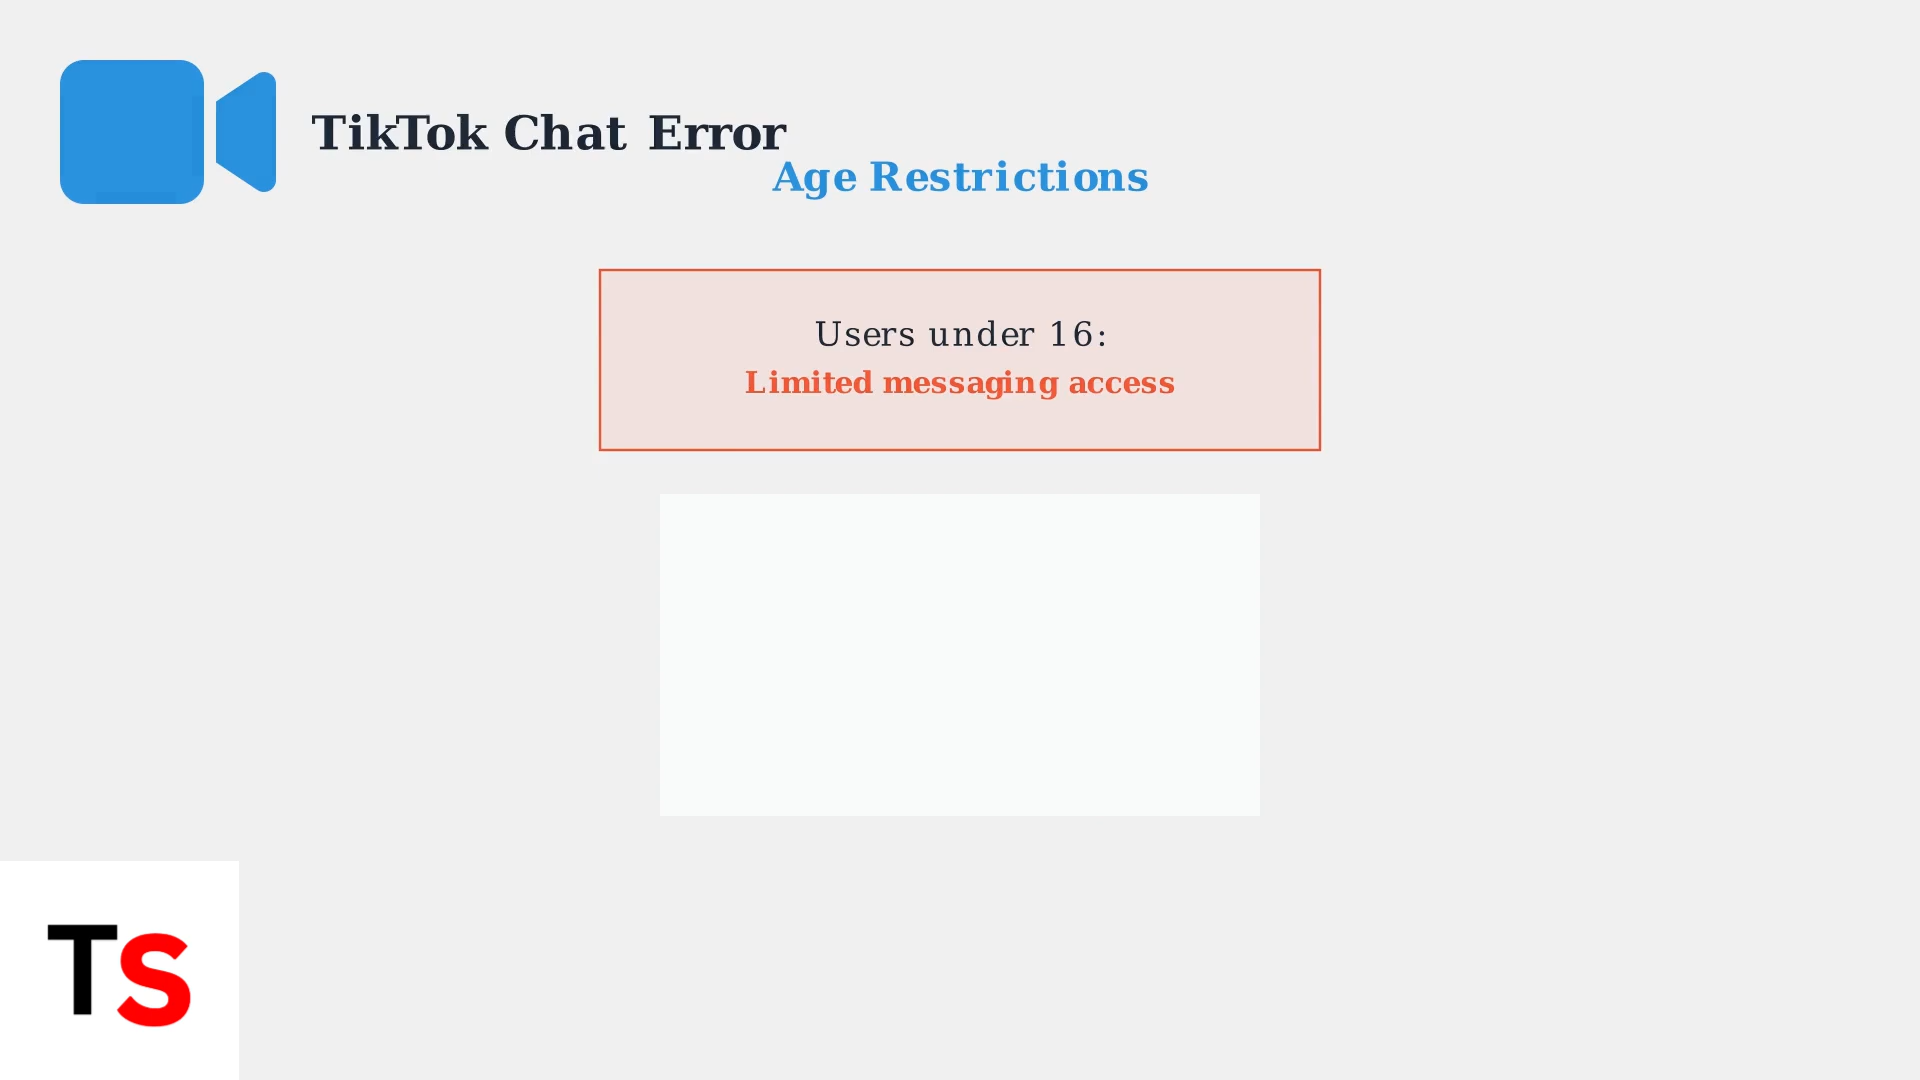 TikTok Chat Error
Age Restrictions
Users under 16:
Limited messaging access
TS